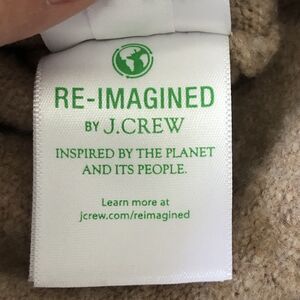 RE-IMAGINED
BY J.CREW
INSPIRED BY THE PLANET
AND ITS PEOPLE.
Learn more at
jcrew.com/reimagined